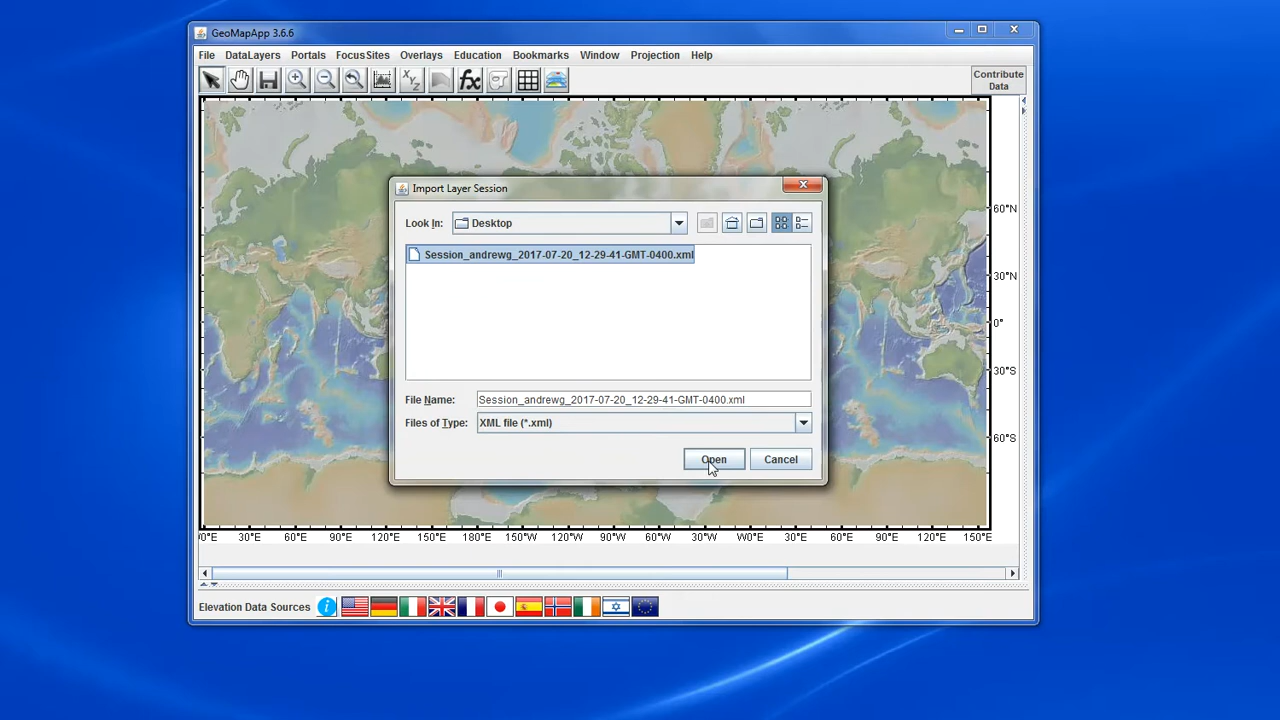 GeoMapApp 3.6.6
File DataLayers Portals FocusSites Overlays Education Bookmarks Window Projection Help
XYZ fx
Contribute
Data
Import Layer Session
Look In: Desktop
Session_andrewg_2017-07-20_12-29-41-GMT-0400.xml
File Name: Session_andrewg_2017-07-20_12-29-41-GMT-0400.xml
Files of Type: XML file (*.xml)
Open Cancel
60°N
30°N
0°
30°S
60°S
0°E 30°E 60°E 90°E 120°E 150°E 180°E 150°W 120°W 90°W 60°W 30°W 0°E 30°E 60°E 90°E 120°E 150°E
Elevation Data Sources i